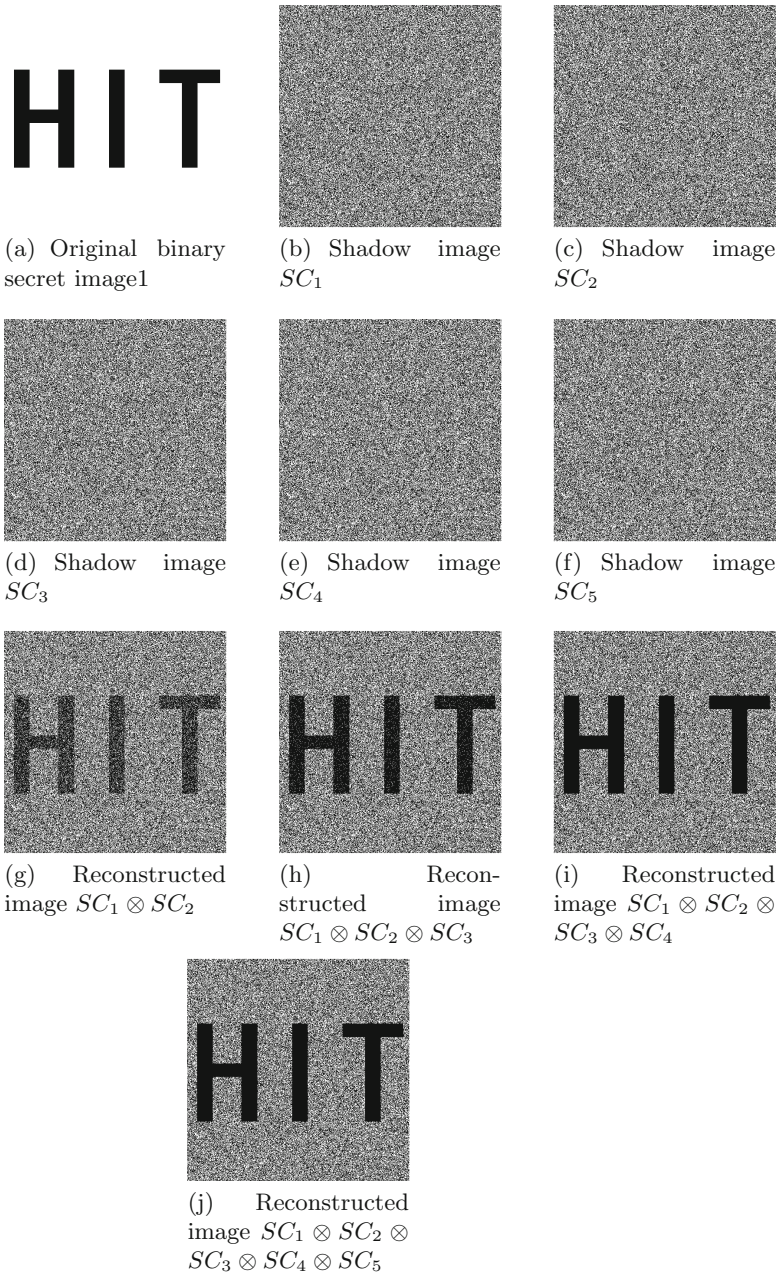 HIT
(a) Original binary
secret image1
(b) Shadow image
SC₁
(c) Shadow image
SC₂
(d) Shadow image
SC₃
(e) Shadow image
SC₄
(f) Shadow image
SC₅
HIT
(g) Reconstructed
image SC₁ ⊗ SC₂
HIT
(h) Recon-
structed image
SC₁ ⊗ SC₂ ⊗ SC₃
HIT
(i) Reconstructed
image SC₁ ⊗ SC₂ ⊗
SC₃ ⊗ SC₄
HIT
(j) Reconstructed
image SC₁ ⊗ SC₂ ⊗
SC₃ ⊗ SC₄ ⊗ SC₅